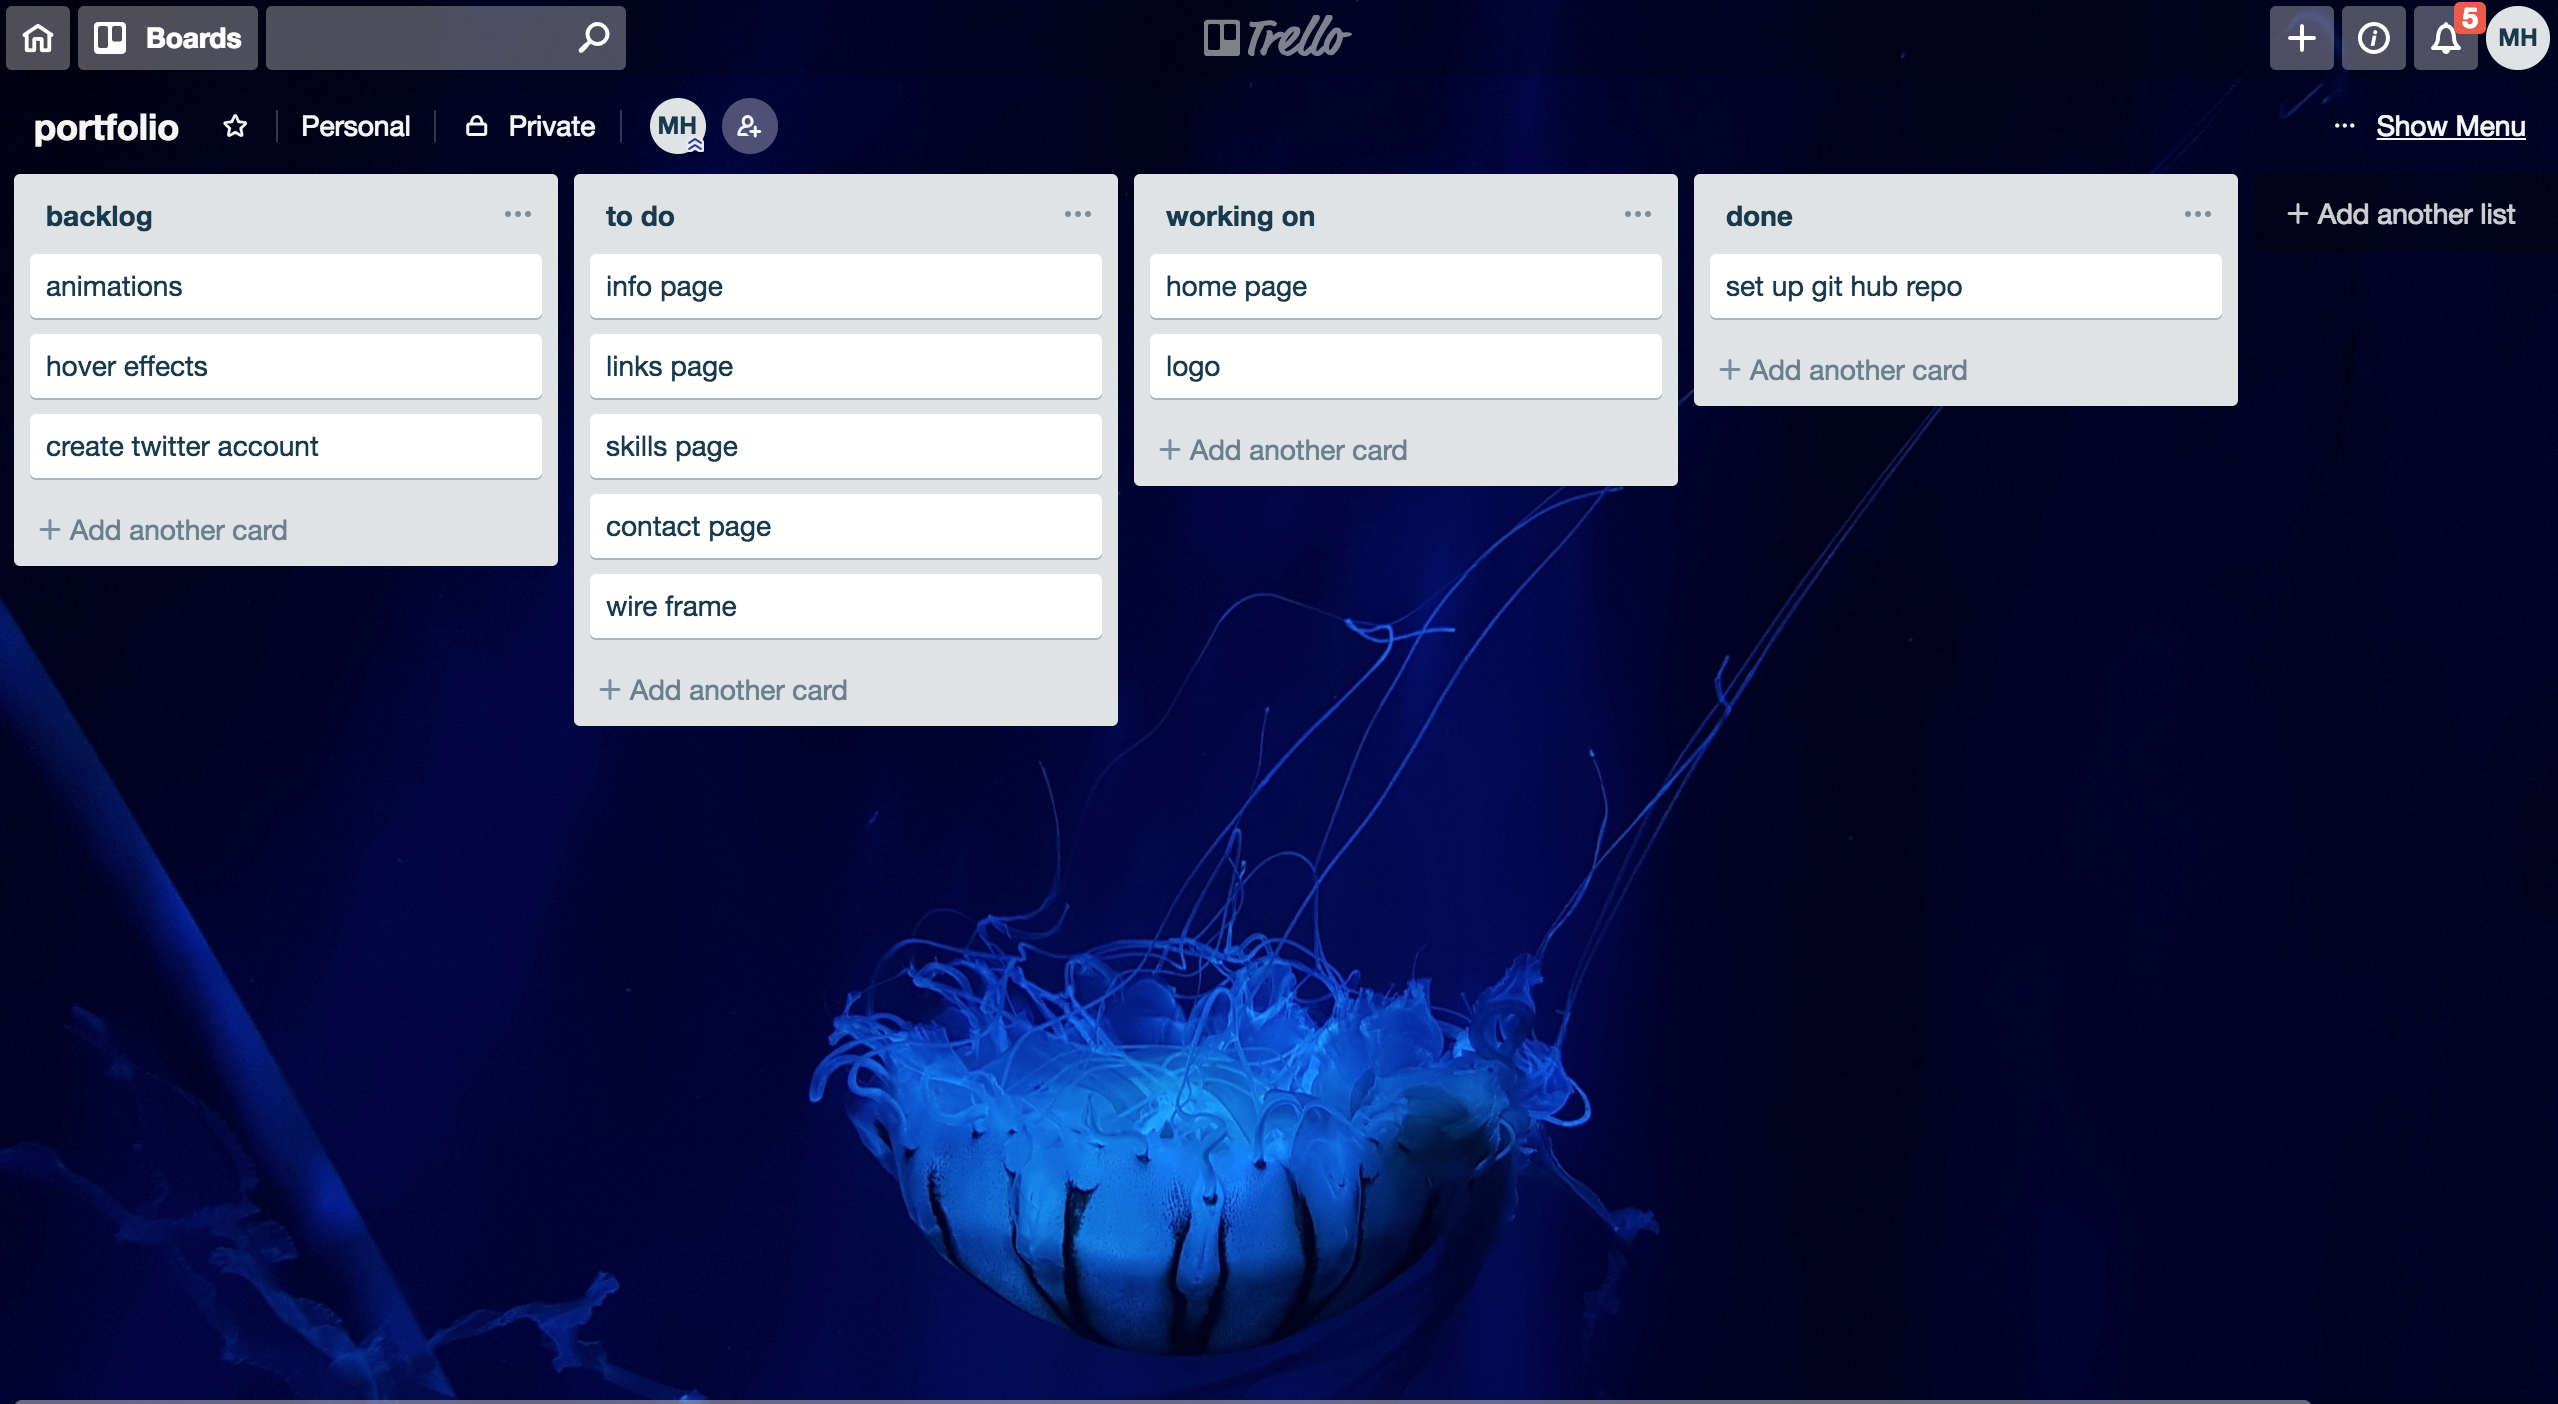 Boards
Trello
5
MH
portfolio
Personal
Private
MH
... Show Menu
backlog
animations
hover effects
create twitter account
+ Add another card
to do
info page
links page
skills page
contact page
wire frame
+ Add another card
working on
home page
logo
+ Add another card
done
set up git hub repo
+ Add another card
+ Add another list